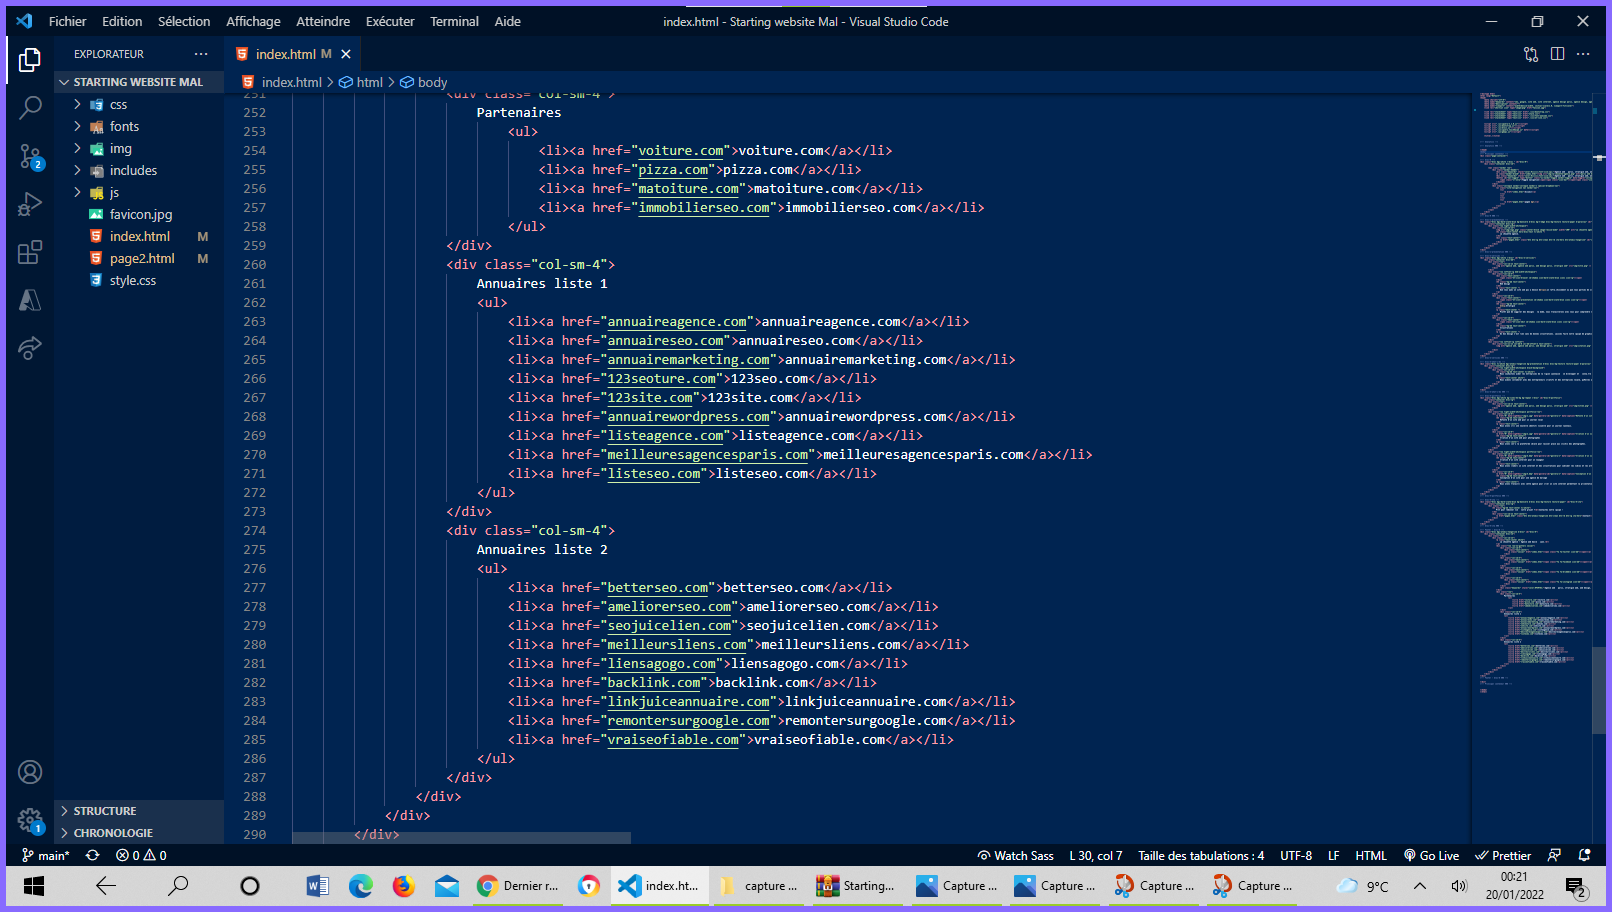 Fichier Edition Sélection Affichage Atteindre Exécuter Terminal Aide
index.html - Starting website Mal - Visual Studio Code
EXPLORATEUR
index.html M
STARTING WEBSITE MAL
index.html > html > body
css
fonts
img
includes
js
favicon.jpg
index.html M
page2.html M
style.css
2
251 <div class="col-sm-4">
252 Partenaires
253 <ul>
254 <li><a href="voiture.com">voiture.com</a></li>
255 <li><a href="pizza.com">pizza.com</a></li>
256 <li><a href="matoiture.com">matoiture.com</a></li>
257 <li><a href="immobilierseo.com">immobilierseo.com</a></li>
258 </ul>
259 </div>
260 <div class="col-sm-4">
261 Annuaires liste 1
262 <ul>
263 <li><a href="annuaireagence.com">annuaireagence.com</a></li>
264 <li><a href="annuaireseo.com">annuaireseo.com</a></li>
265 <li><a href="annuairemarketing.com">annuairemarketing.com</a></li>
266 <li><a href="123seoture.com">123seo.com</a></li>
267 <li><a href="123site.com">123site.com</a></li>
268 <li><a href="annuairewordpress.com">annuairewordpress.com</a></li>
269 <li><a href="listeagence.com">listeagence.com</a></li>
270 <li><a href="meilleuresagencesparis.com">meilleuresagencesparis.com</a></li>
271 <li><a href="listeseo.com">listeseo.com</a></li>
272 </ul>
273 </div>
274 <div class="col-sm-4">
275 Annuaires liste 2
276 <ul>
277 <li><a href="betterseo.com">betterseo.com</a></li>
278 <li><a href="ameliorerseo.com">ameliorerseo.com</a></li>
279 <li><a href="seojuicelien.com">seojuicelien.com</a></li>
280 <li><a href="meilleursliens.com">meilleursliens.com</a></li>
281 <li><a href="liensagogo.com">liensagogo.com</a></li>
282 <li><a href="backlink.com">backlink.com</a></li>
283 <li><a href="linkjuiceannuaire.com">linkjuiceannuaire.com</a></li>
284 <li><a href="remontersurgoogle.com">remontersurgoogle.com</a></li>
285 <li><a href="vraiseofiable.com">vraiseofiable.com</a></li>
286 </ul>
287 </div>
288 </div>
289 </div>
290 </div>
STRUCTURE
CHRONOLOGIE
1
main* 0 0 Watch Sass L 30, col 7 Taille des tabulations : 4 UTF-8 LF HTML Go Live Prettier
Dernier r... index.ht... capture ... Starting... Capture ... Capture ... Capture ... Capture ... 9°C
00:21
20/01/2022
2